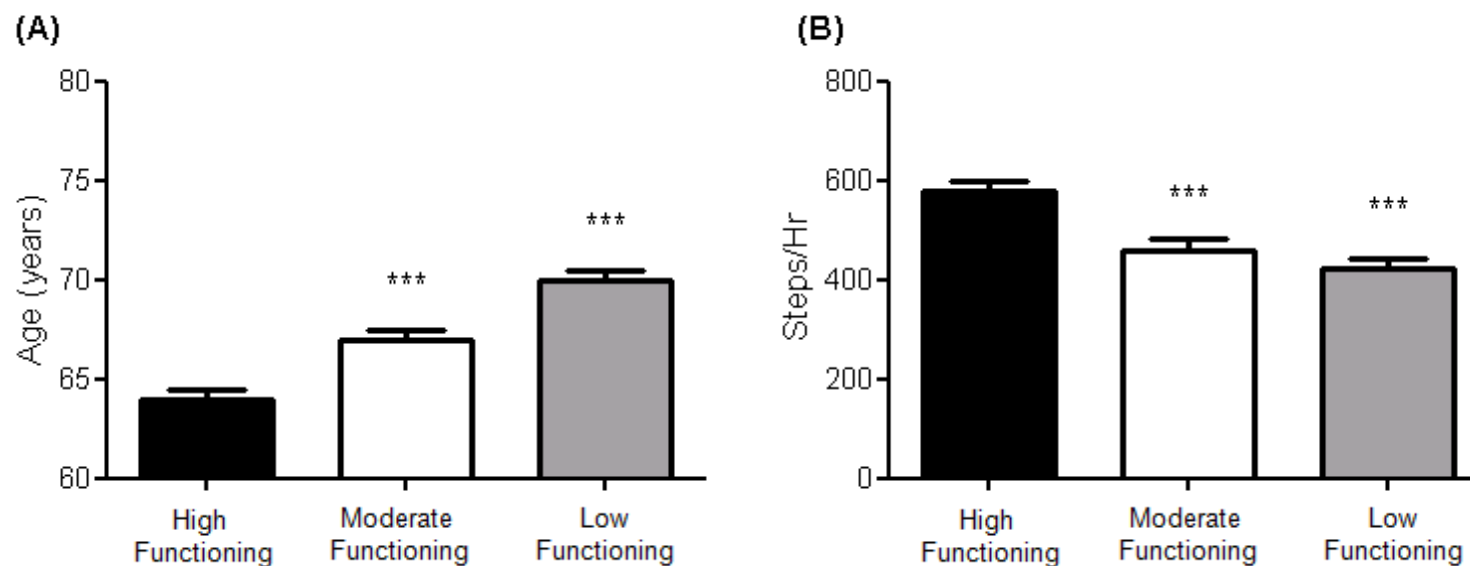 (A)
80
75
70
65
60
Age (years)
***
***
High
Functioning
Moderate
Functioning
Low
Functioning
(B)
800
600
400
200
0
Steps/Hr
***
***
High
Functioning
Moderate
Functioning
Low
Functioning